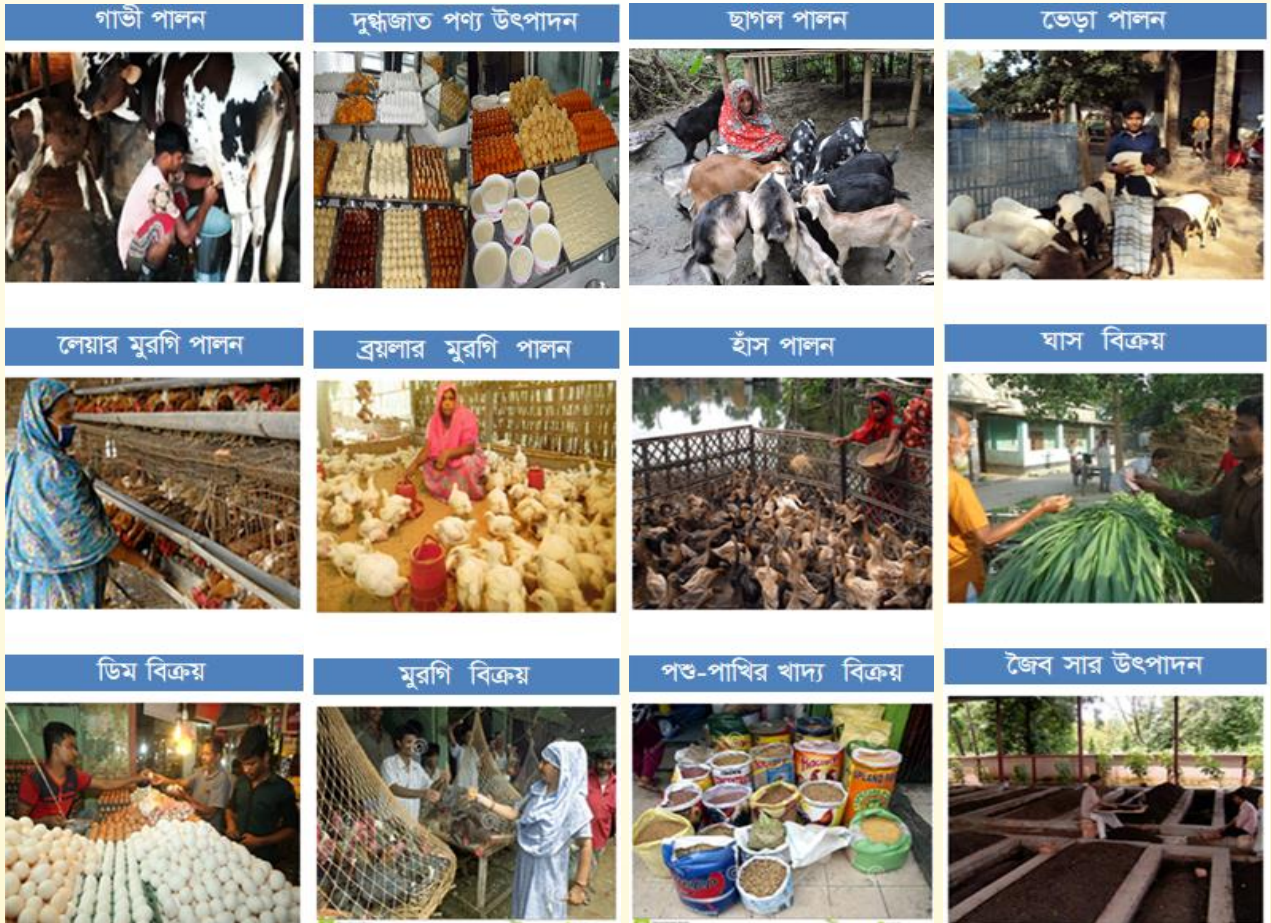 গাভী পালন
দুগ্ধজাত পণ্য উৎপাদন
ছাগল পালন
ভেড়া পালন
লেয়ার মুরগি পালন
ব্রয়লার মুরগি পালন
হাঁস পালন
ঘাস বিক্রয়
ডিম বিক্রয়
মুরগি বিক্রয়
পশু-পাখির খাদ্য বিক্রয়
জৈব সার উৎপাদন